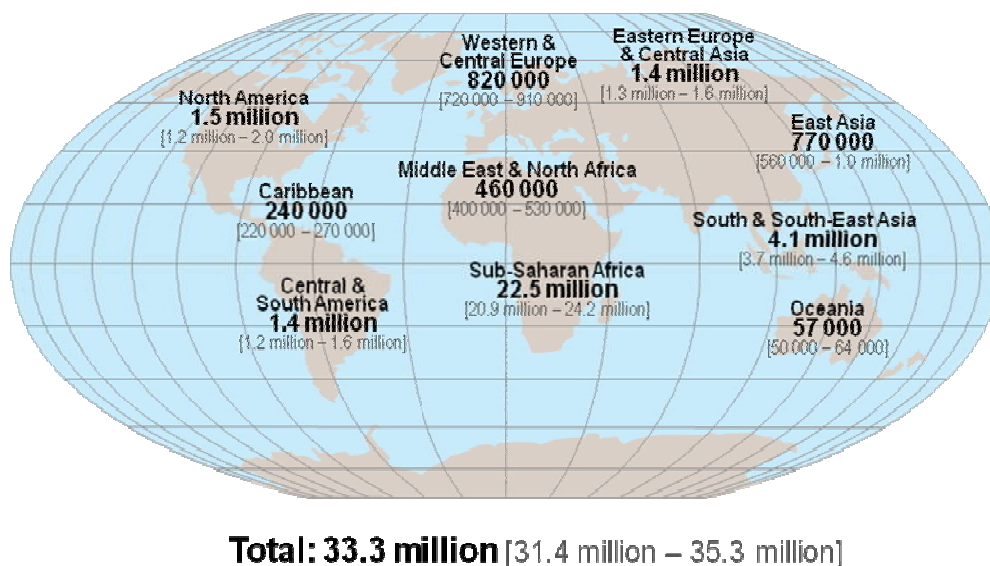 Western &
Central Europe
820 000
[720 000 – 910 000]
Eastern Europe
& Central Asia
1.4 million
[1.3 million – 1.6 million]
North America
1.5 million
[1.2 million – 2.0 million]
East Asia
770 000
[560 000 – 1.0 million]
Middle East & North Africa
460 000
[400 000 – 530 000]
Caribbean
240 000
[220 000 – 270 000]
South & South-East Asia
4.1 million
[3.7 million – 4.6 million]
Sub-Saharan Africa
22.5 million
[20.9 million – 24.2 million]
Central &
South America
1.4 million
[1.2 million – 1.6 million]
Oceania
57 000
[50 000 – 64 000]
Total: 33.3 million [31.4 million – 35.3 million]